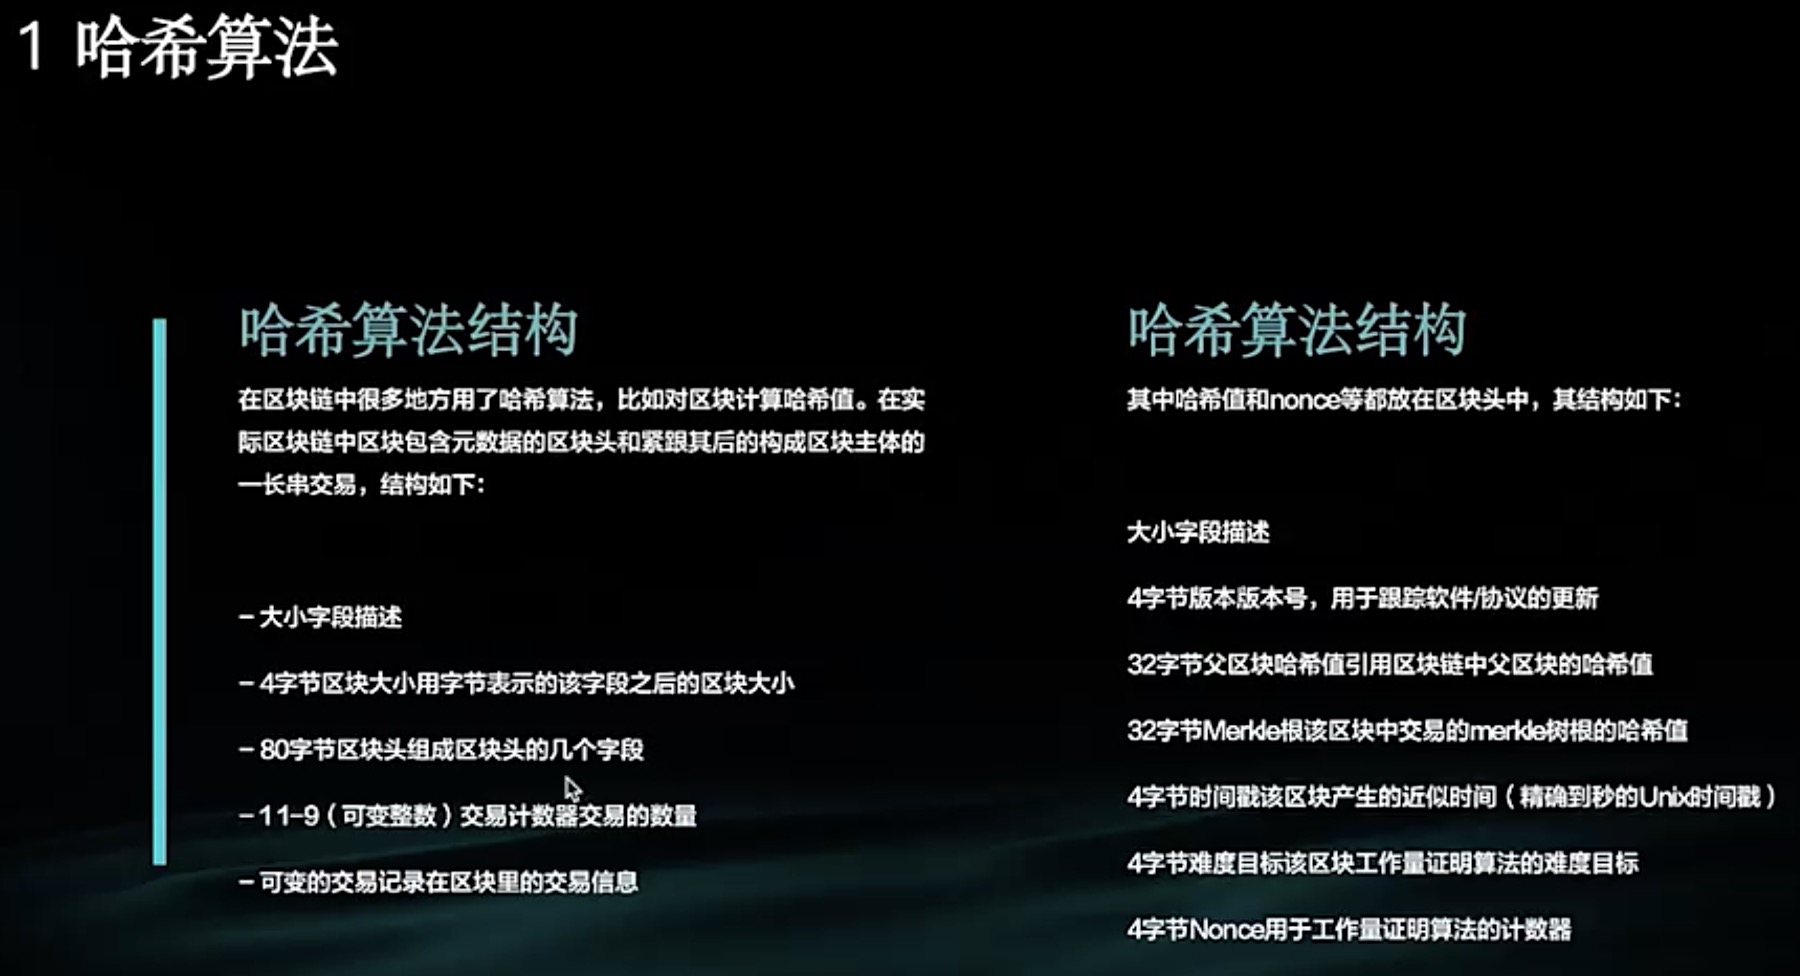 1 哈希算法
哈希算法结构
在区块链中很多地方用了哈希算法，比如对区块计算哈希值。在实
际区块链中区块包含元数据的区块头和紧跟其后的构成区块主体的
一长串交易，结构如下：
– 大小字段描述
– 4字节区块大小用字节表示的该字段之后的区块大小
– 80字节区块头组成区块头的几个字段
– 1 1–9（可变整数）交易计数器交易的数量
– 可变的交易记录在区块里的交易信息
哈希算法结构
其中哈希值和nonce等都放在区块头中，其结构如下：
大小字段描述
4字节版本版本号，用于跟踪软件/协议的更新
32字节父区块哈希值引用区块链中父区块的哈希值
32字节Merkle根该区块中交易的merkle树根的哈希值
4字节时间戳该区块产生的近似时间（精确到秒的Unix时间戳）
4字节难度目标该区块工作量证明算法的难度目标
4字节Nonce用于工作量证明算法的计数器